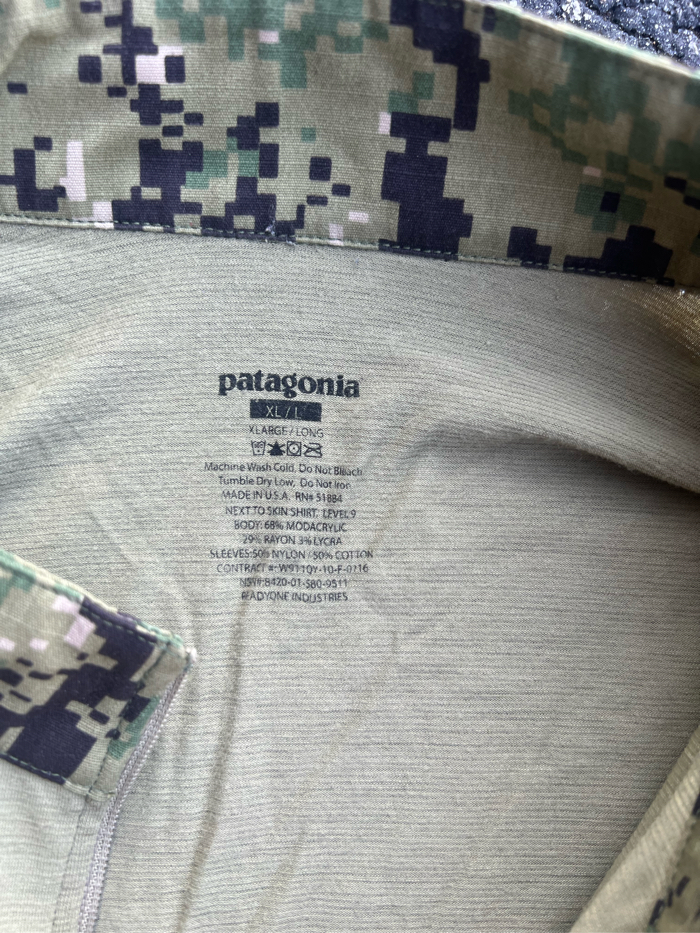 patagonia
XL / L
XLARGE / LONG
Machine Wash Cold, Do Not Bleach
Tumble Dry Low, Do Not Iron
MADE IN U.S.A. RN# 51884
NEXT TO SKIN SHIRT, LEVEL 9
BODY: 68% MODACRYLIC
29% RAYON 3% LYCRA
SLEEVES: 50% NYLON / 50% COTTON
CONTRACT #: W911QY-10-F-0216
NSN#: 8420-01-580-9511
READYONE INDUSTRIES